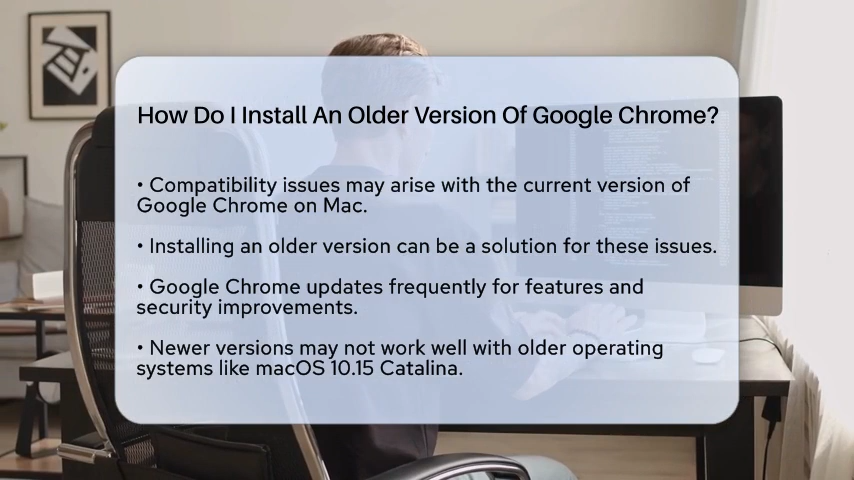 How Do I Install An Older Version Of Google Chrome?
• Compatibility issues may arise with the current version of
Google Chrome on Mac.
• Installing an older version can be a solution for these issues.
• Google Chrome updates frequently for features and
security improvements.
• Newer versions may not work well with older operating
systems like macOS 10.15 Catalina.